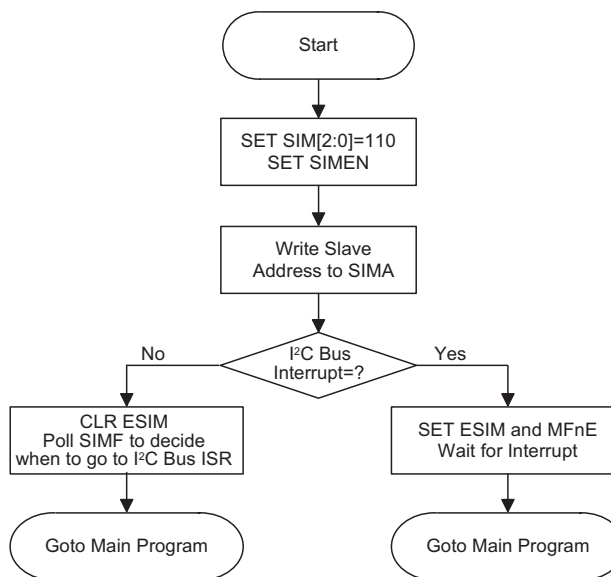 Start
SET SIM[2:0]=110
SET SIMEN
Write Slave
Address to SIMA
I²C Bus
Interrupt=?
No
Yes
CLR ESIM
Poll SIMF to decide
when to go to I²C Bus ISR
SET ESIM and MFnE
Wait for Interrupt
Goto Main Program
Goto Main Program